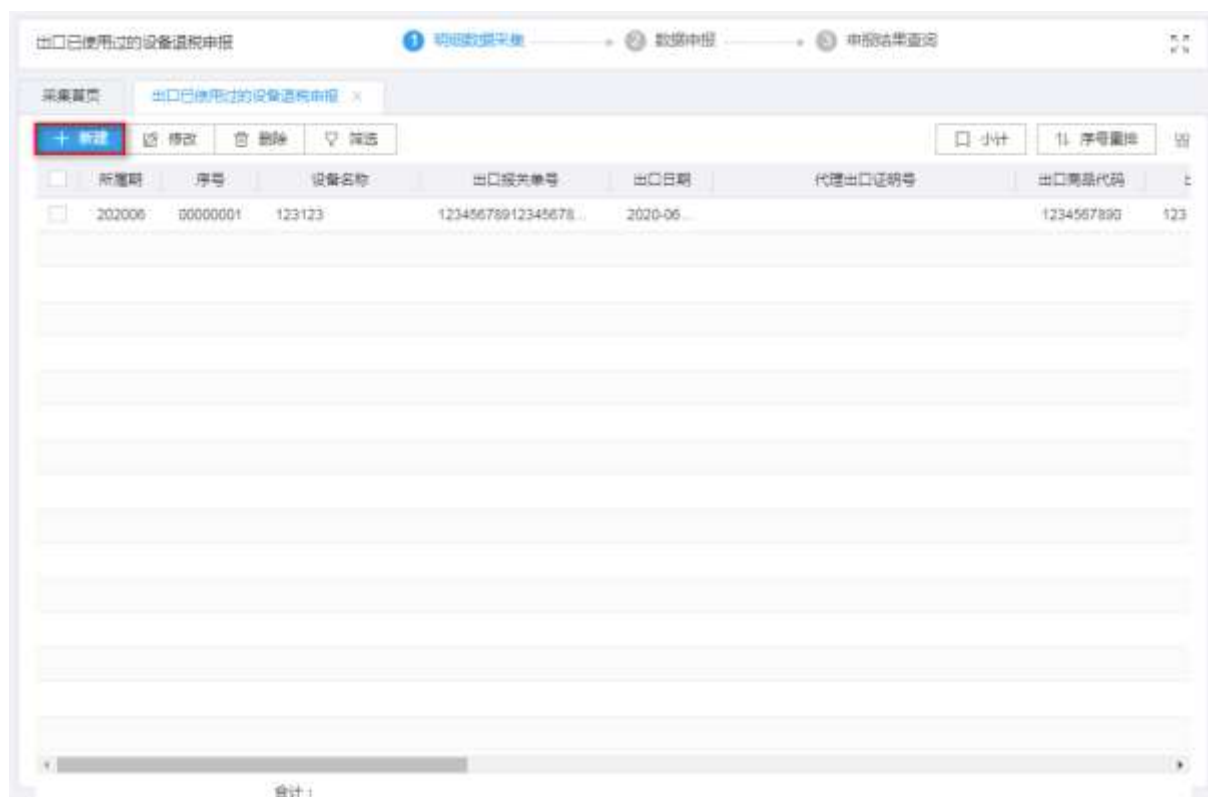 出口已使用过的设备退税申报 1 明细数据采集 2 数据申报 3 申报结果查询
采集首页 出口已使用过的设备退税申报 ×
+ 新建 修改 删除 筛选 小计 序号重排
所属期 序号 设备名称 出口报关单号 出口日期 代理出口证明号 出口商品代码
202006 00000001 123123 12345678912345678... 2020-06... 1234567890 123
合计：